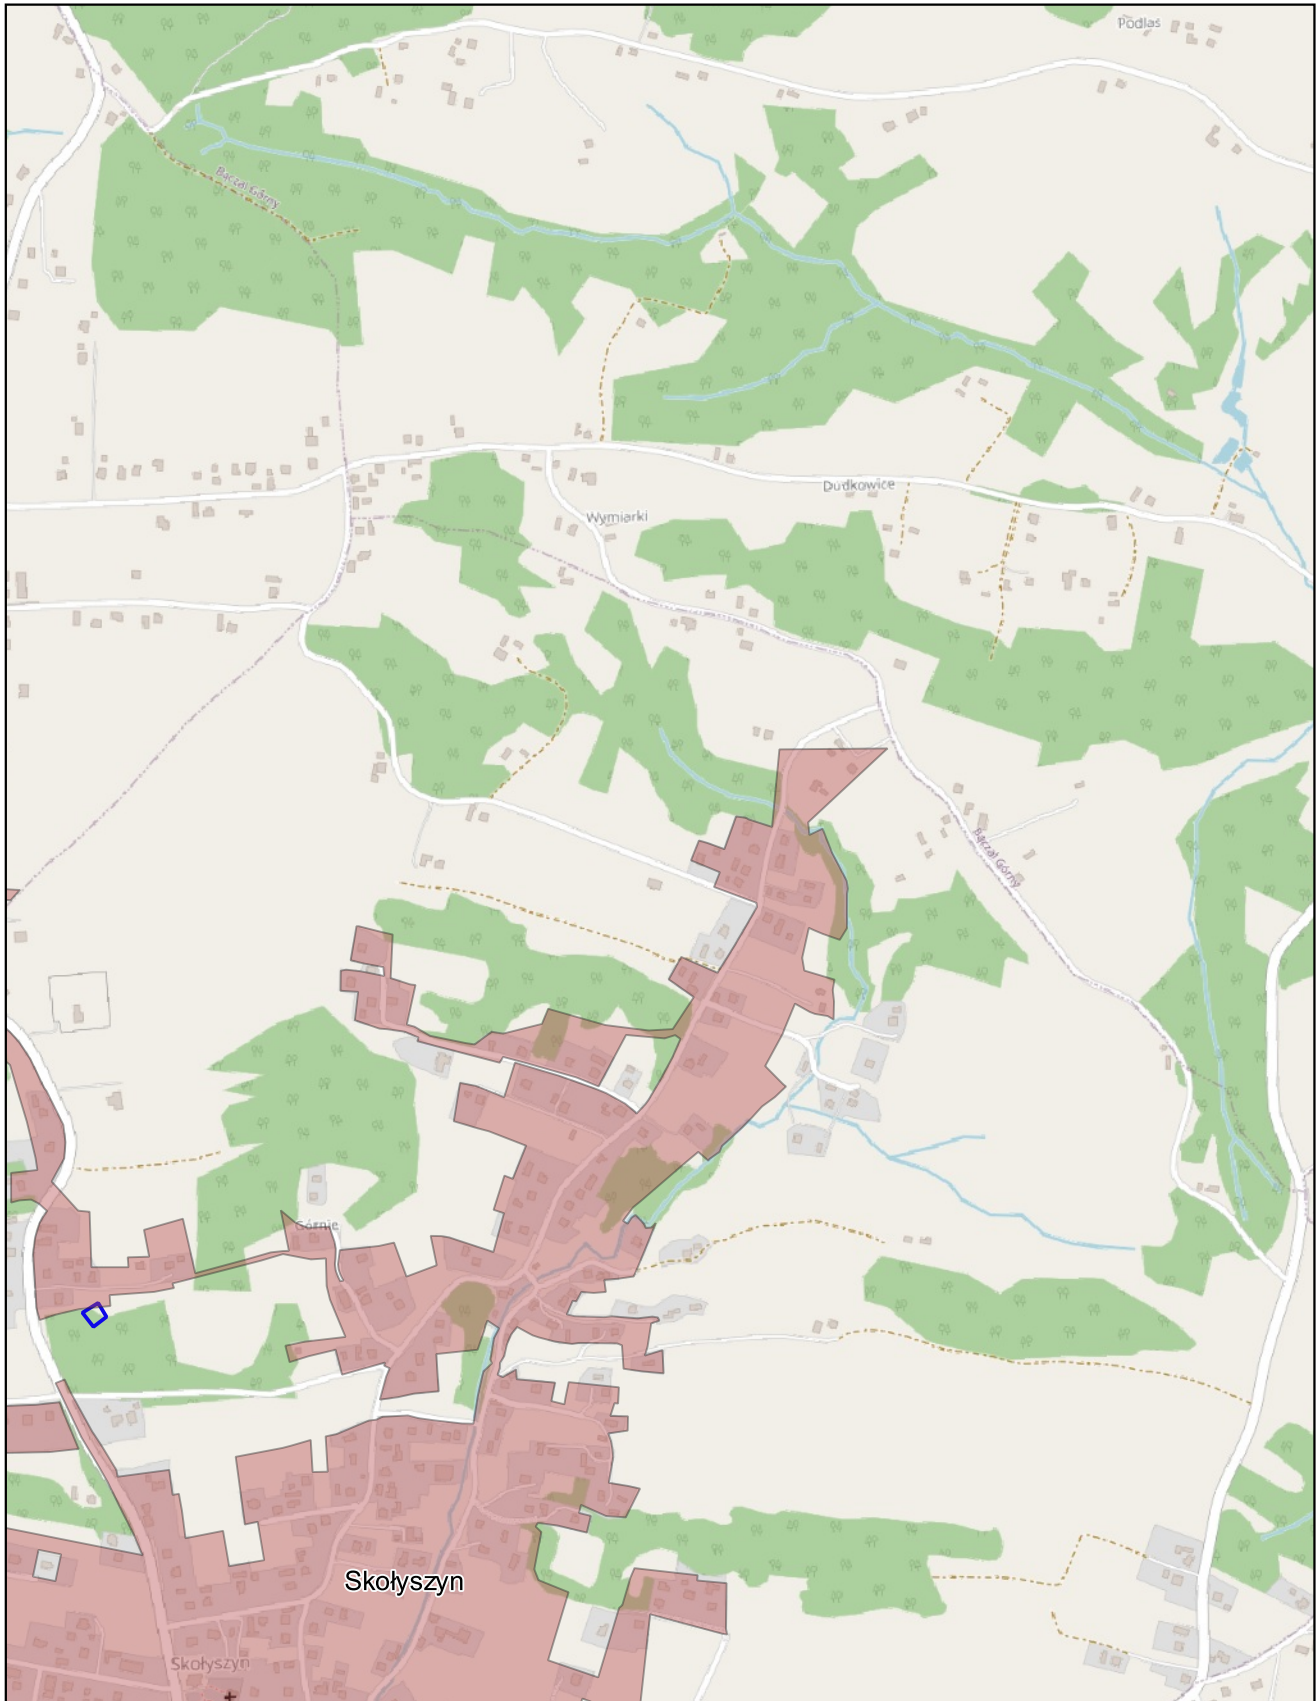 Podlas
Bączal Górny
Dudkowice
Wymiarki
Bączal Górny
Górnie
Skołyszyn
Skołyszyn